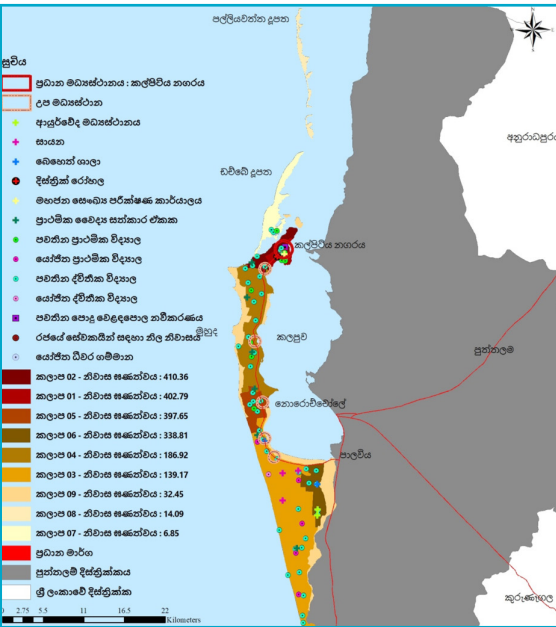 පල්ලියවත්ත දූපත
සූචිය
ප්‍රධාන මධ්‍යස්ථානය : කල්පිටිය නගරය
උප මධ්‍යස්ථාන
ආයුර්වේද මධ්‍යස්ථානය
සායන
බෙහෙත් ශාලා
දිස්ත්‍රික් රෝහල
මහජන සෞඛ්‍ය පරීක්ෂණ කාර්යාලය
ප්‍රාථමික වෛද්‍ය සත්කාර ඒකක
පවතින ප්‍රාථමික විද්‍යාල
යෝජිත ප්‍රාථමික විද්‍යාල
පවතින ද්විතීක විද්‍යාල
යෝජිත ද්විතීක විද්‍යාල
පවතින පොදු වෙළඳපොල නවීකරණය
රජයේ සේවකයින් සඳහා නිල නිවාස
යෝජිත ධීවර ගම්මාන
කලාප 02 - නිවාස ඝණත්වය : 410.36
කලාප 01 - නිවාස ඝණත්වය : 402.79
කලාප 05 - නිවාස ඝණත්වය : 397.65
කලාප 06 - නිවාස ඝණත්වය : 338.81
කලාප 04 - නිවාස ඝණත්වය : 186.92
කලාප 03 - නිවාස ඝණත්වය : 139.17
කලාප 09 - නිවාස ඝණත්වය : 32.45
කලාප 08 - නිවාස ඝණත්වය : 14.09
කලාප 07 - නිවාස ඝණත්වය : 6.85
ප්‍රධාන මාර්ග
පුත්තලම් දිස්ත්‍රික්කය
ශ්‍රී ලංකාවේ දිස්ත්‍රික්ක
0 2.75 5.5 11 16.5 22
Kilometers
අනුරාධපුරය
ඩච්බේ දූපත
කල්පිටිය නගරය
මුහුද
කලපුව
පුත්තලම
නොරොච්චෝලේ
පාලවිය
කුරුණෑගල